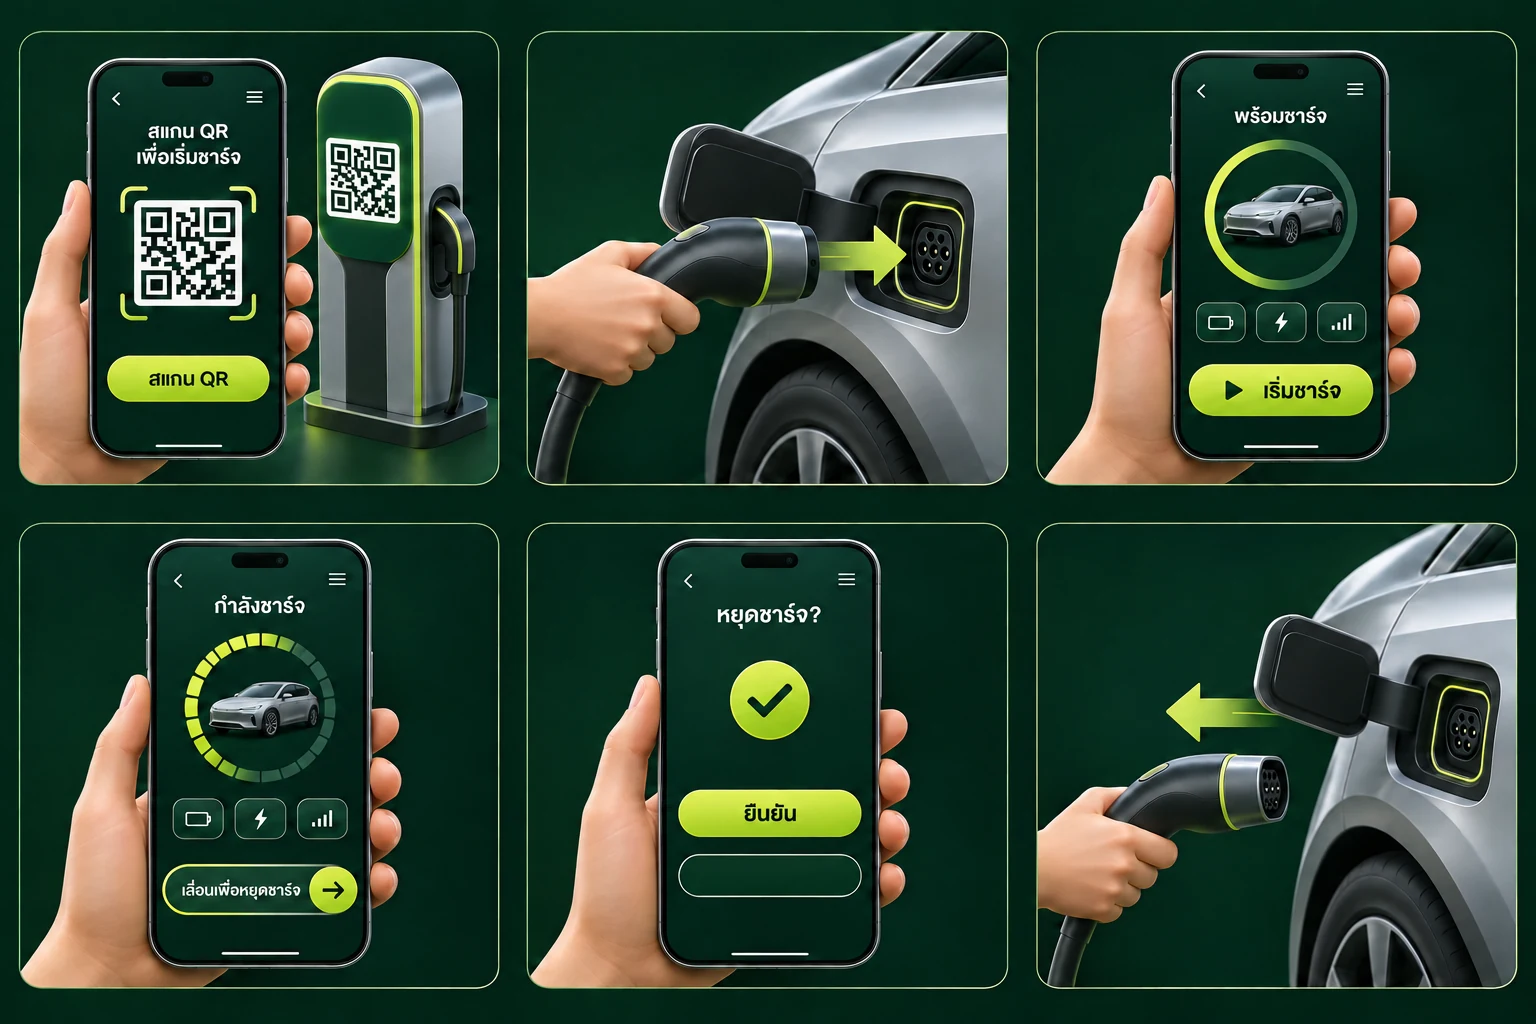 สแกน QR
เพื่อเริ่มชาร์จ
สแกน QR
พร้อมชาร์จ
เริ่มชาร์จ
กำลังชาร์จ
เลื่อนเพื่อหยุดชาร์จ
หยุดชาร์จ?
ยืนยัน